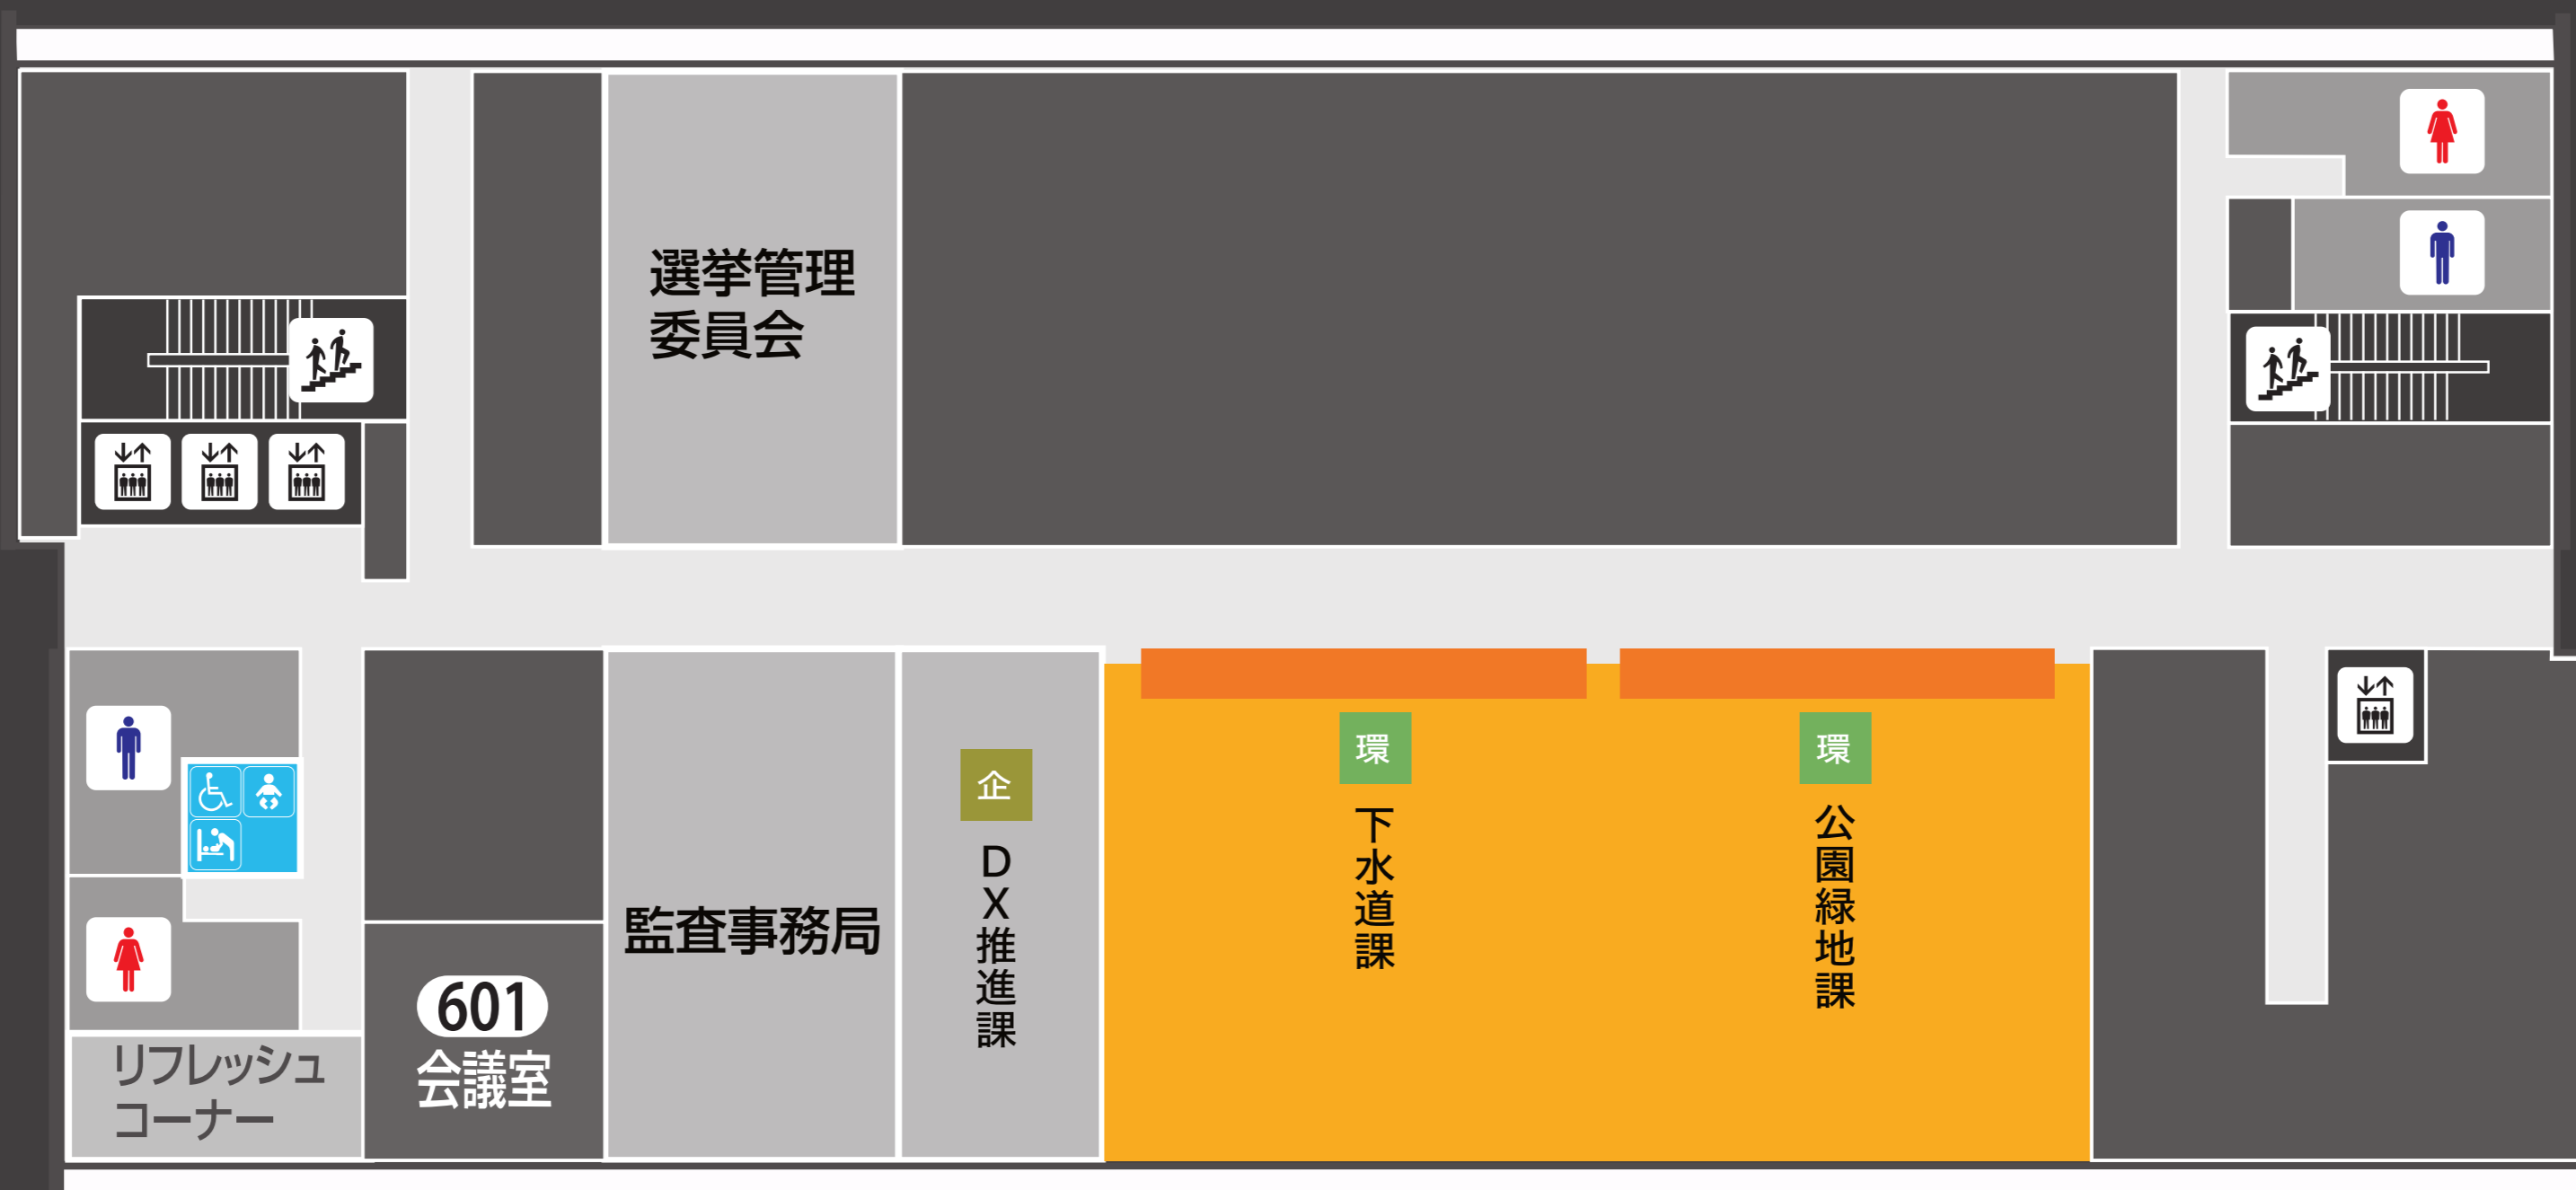 選挙管理
委員会
監査事務局
企
DX推進課
環
下水道課
環
公園緑地課
601
会議室
リフレッシュ
コーナー